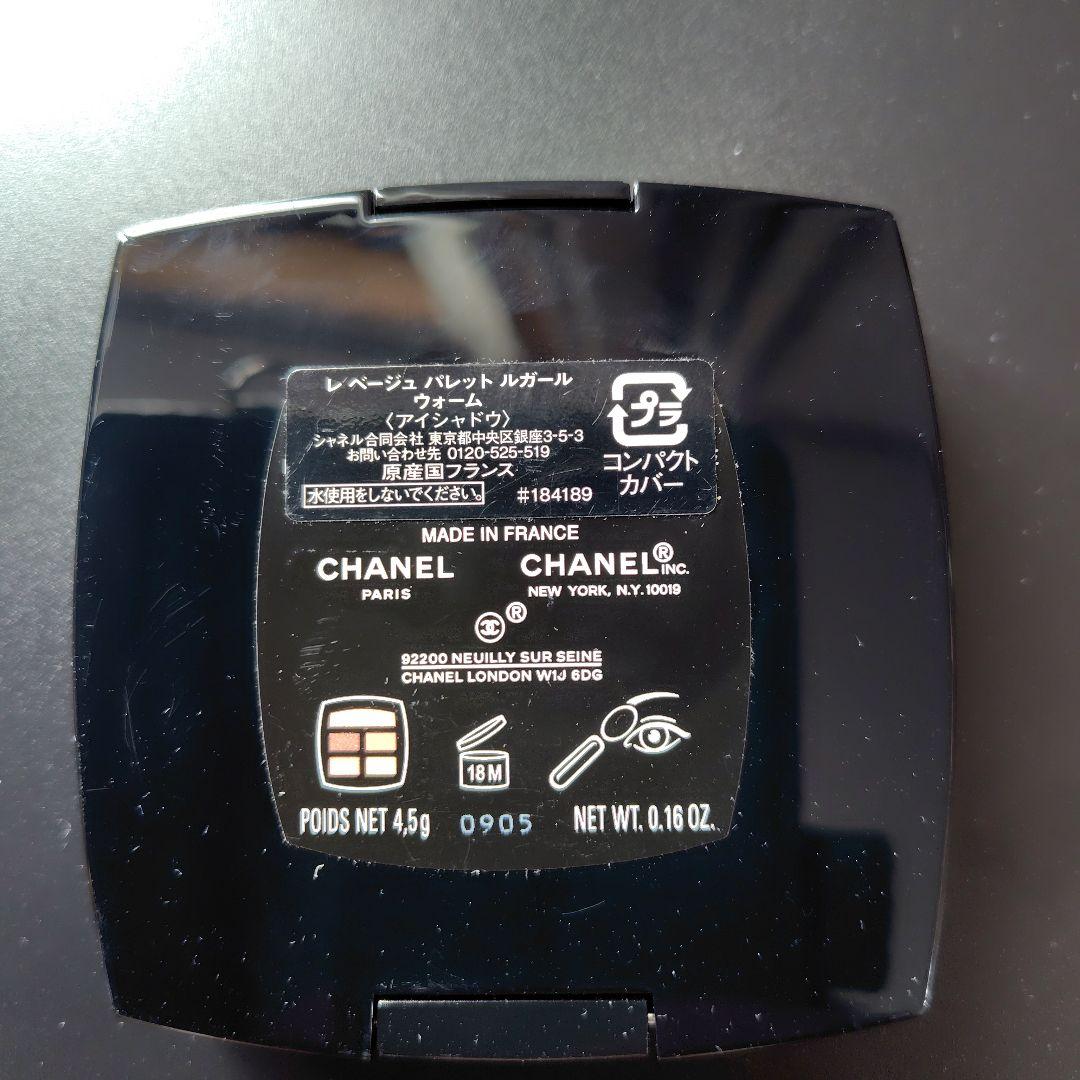 レ ベージュ パレット ルガール
ウォーム
〈アイシャドウ〉
シャネル合同会社 東京都中央区銀座3-5-3
お問い合わせ先 0120-525-519
原産国フランス
水使用をしないでください。 #184189
プラ
コンパクト
カバー
MADE IN FRANCE
CHANEL
PARIS
CHANEL® INC.
NEW YORK, N.Y. 10019
®
92200 NEUILLY SUR SEINE
CHANEL LONDON W1J 6DG
18M
POIDS NET 4,5g 0905 NET WT. 0.16 OZ.